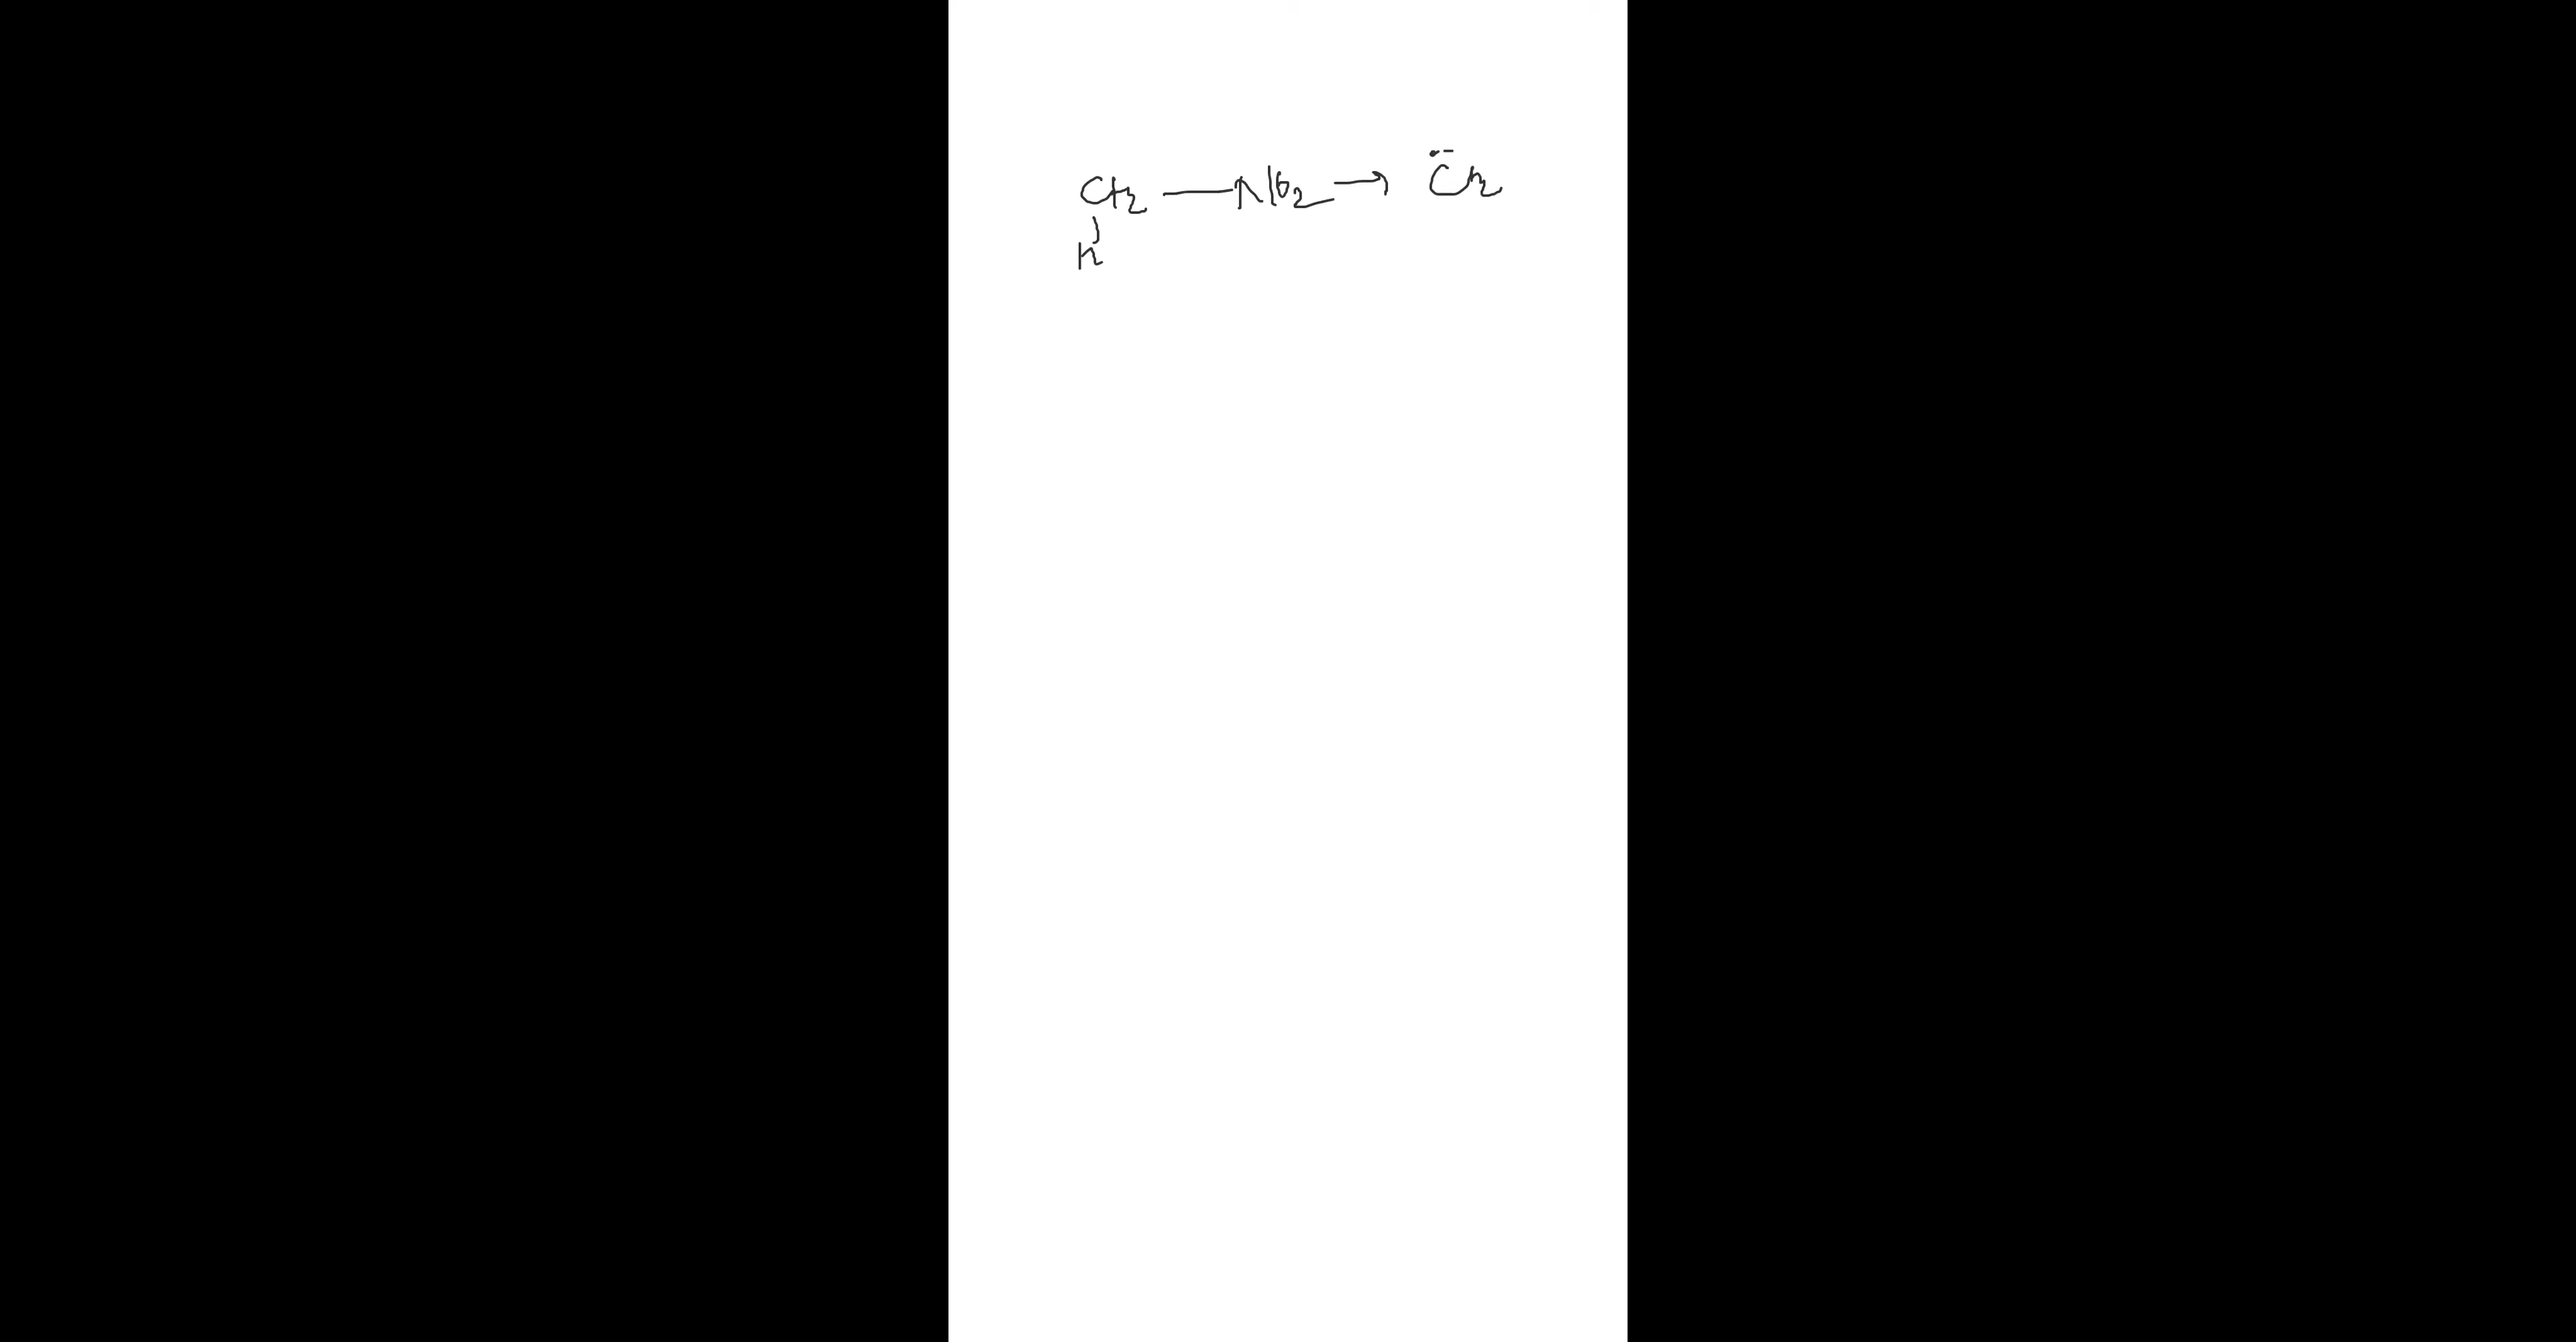 CH₂ — NO₂ → C̈⁻H₂
H